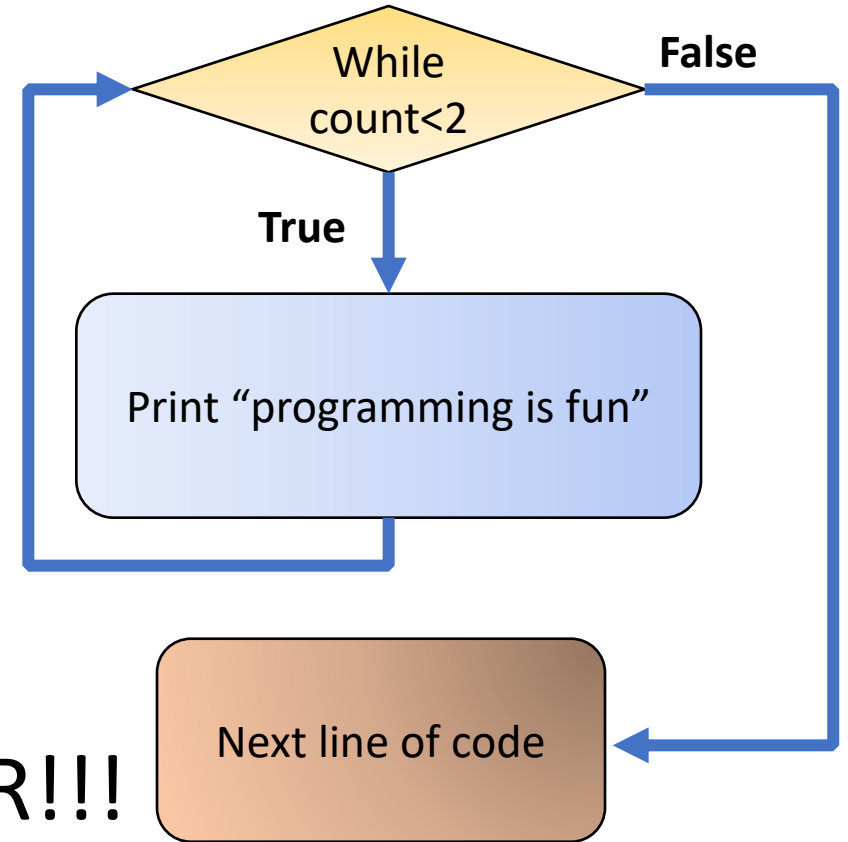 While
count<2
False
True
Print “programming is fun”
Next line of code
R!!!